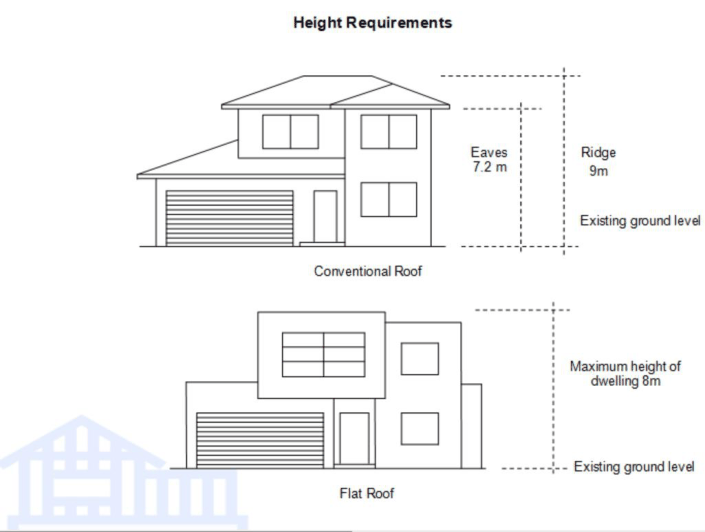 Height Requirements
Eaves
7.2 m
Ridge
9m
Existing ground level
Conventional Roof
Maximum height of
dwelling 8m
Existing ground level
Flat Roof